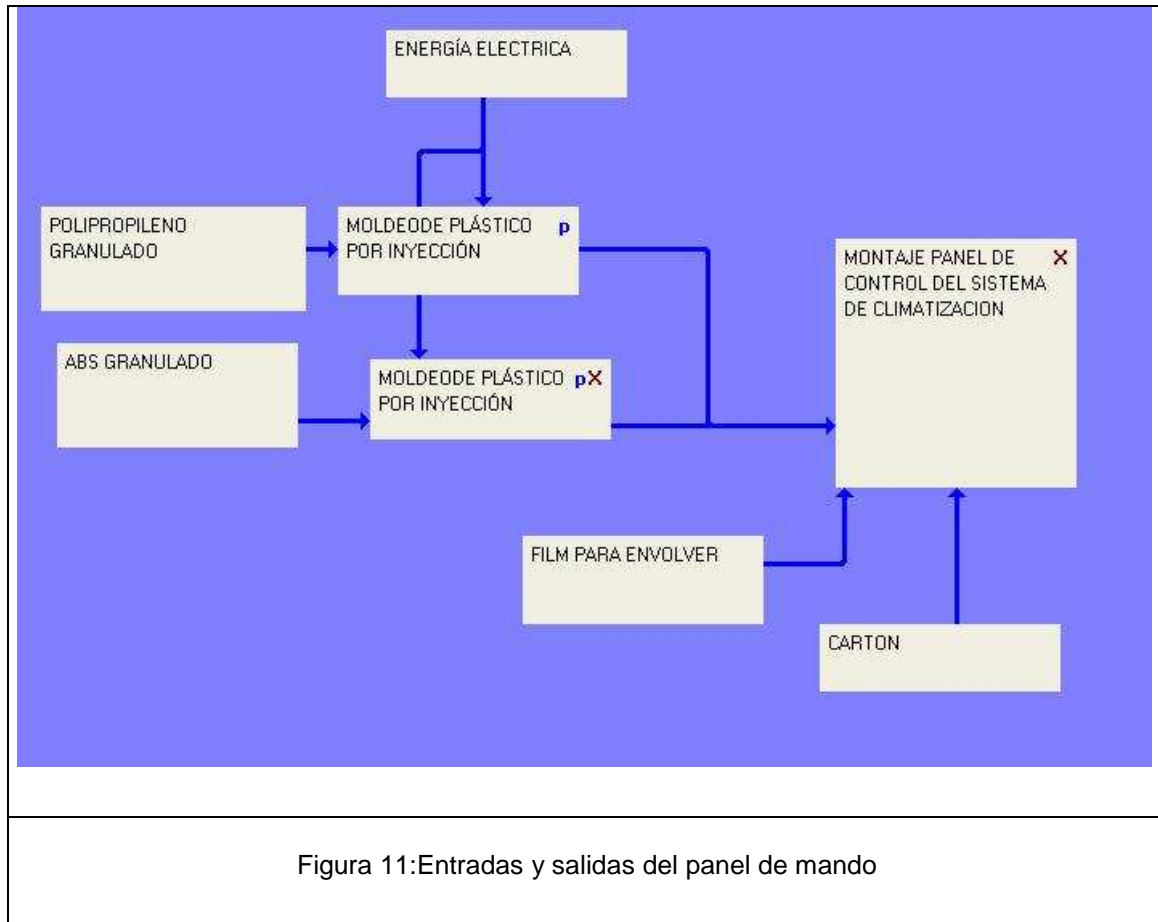 ENERGÍA ELECTRICA
POLIPROPILENO
GRANULADO
MOLDEODE PLÁSTICO p
POR INYECCIÓN
MONTAJE PANEL DE X
CONTROL DEL SISTEMA
DE CLIMATIZACION
ABS GRANULADO
MOLDEODE PLÁSTICO pX
POR INYECCIÓN
FILM PARA ENVOLVER
CARTON
Figura 11:Entradas y salidas del panel de mando